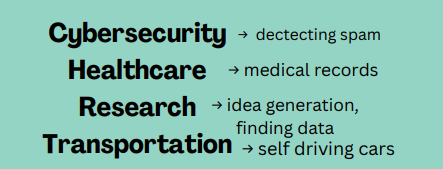 Cybersecurity → dectecting spam
Healthcare → medical records
Research → idea generation,
finding data
Transportation → self driving cars